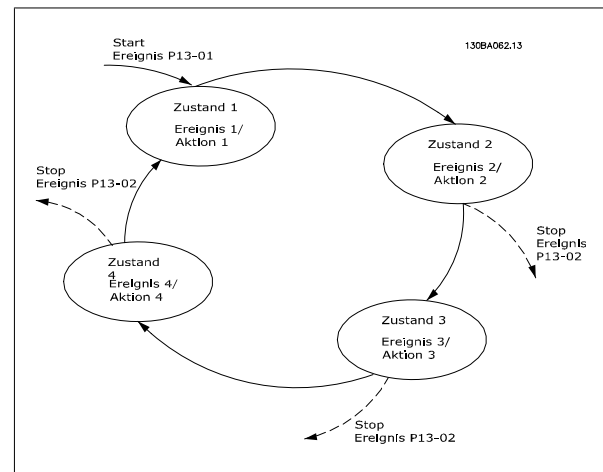 Start
Ereignis P13-01
130BA062.13
Zustand 1
Ereignis 1/
Aktion 1
Zustand 2
Ereignis 2/
Aktion 2
Stop
Ereignis P13-02
Stop
Ereignis
P13-02
Zustand
4
Ereignis 4/
Aktion 4
Zustand 3
Ereignis 3/
Aktion 3
Stop
Ereignis P13-02